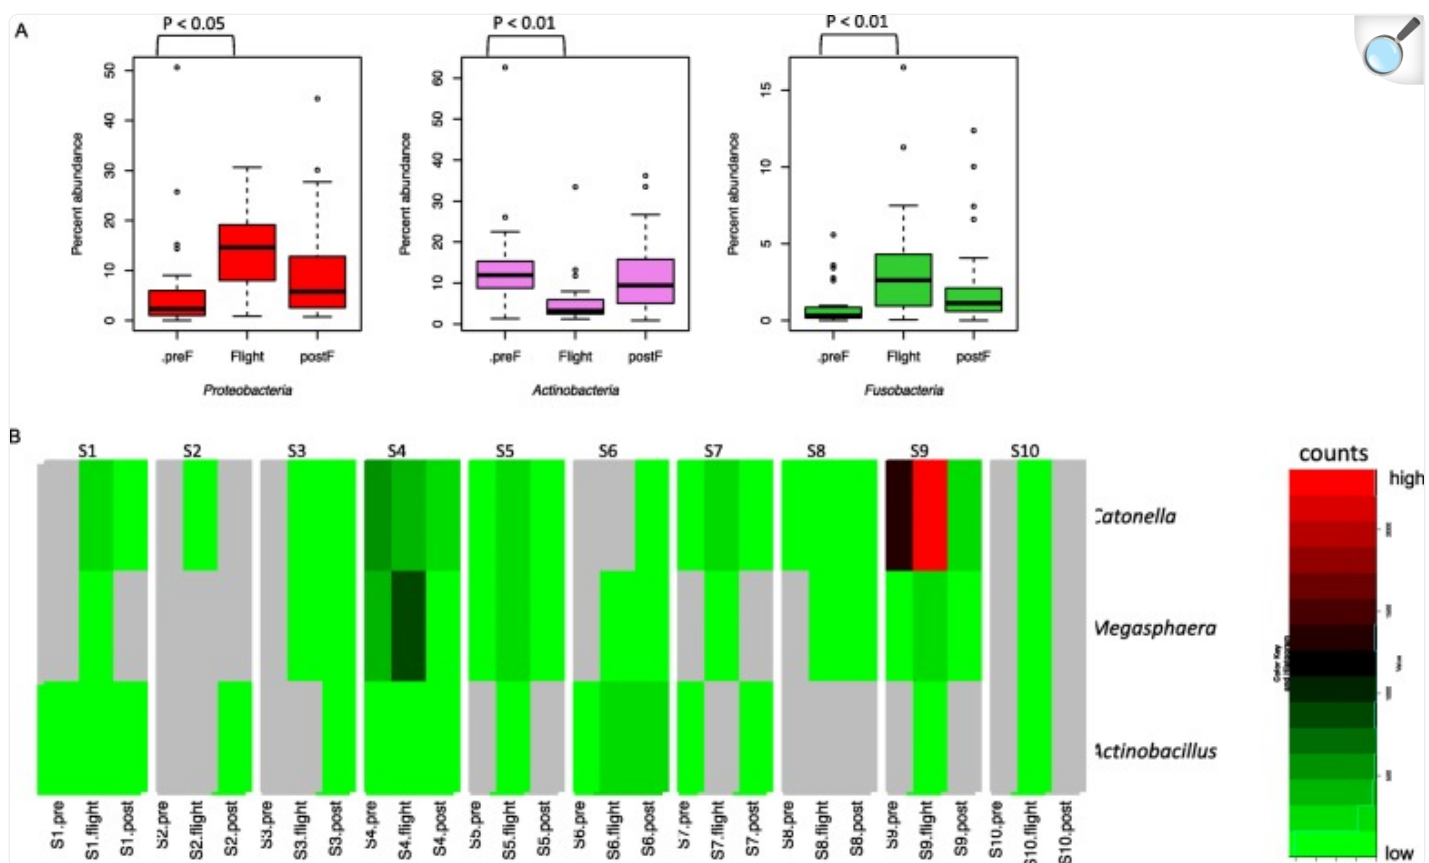 A
P < 0.05
P < 0.01
P < 0.01
Percent abundance
0
10
20
30
40
50
.preF
Flight
postF
Proteobacteria
Percent abundance
0
10
20
30
40
50
60
.preF
Flight
postF
Actinobacteria
Percent abundance
0
5
10
15
.preF
Flight
postF
Fusobacteria
B
S1
S2
S3
S4
S5
S6
S7
S8
S9
S10
Catonella
Megasphaera
Actinobacillus
S1.pre
S1.flight
S1.post
S2.pre
S2.flight
S2.post
S3.pre
S3.flight
S3.post
S4.pre
S4.flight
S4.post
S5.pre
S5.flight
S5.post
S6.pre
S6.flight
S6.post
S7.pre
S7.flight
S7.post
S8.pre
S8.flight
S8.post
S9.pre
S9.flight
S9.post
S10.pre
S10.flight
S10.post
counts
high
low
Color Key
Value